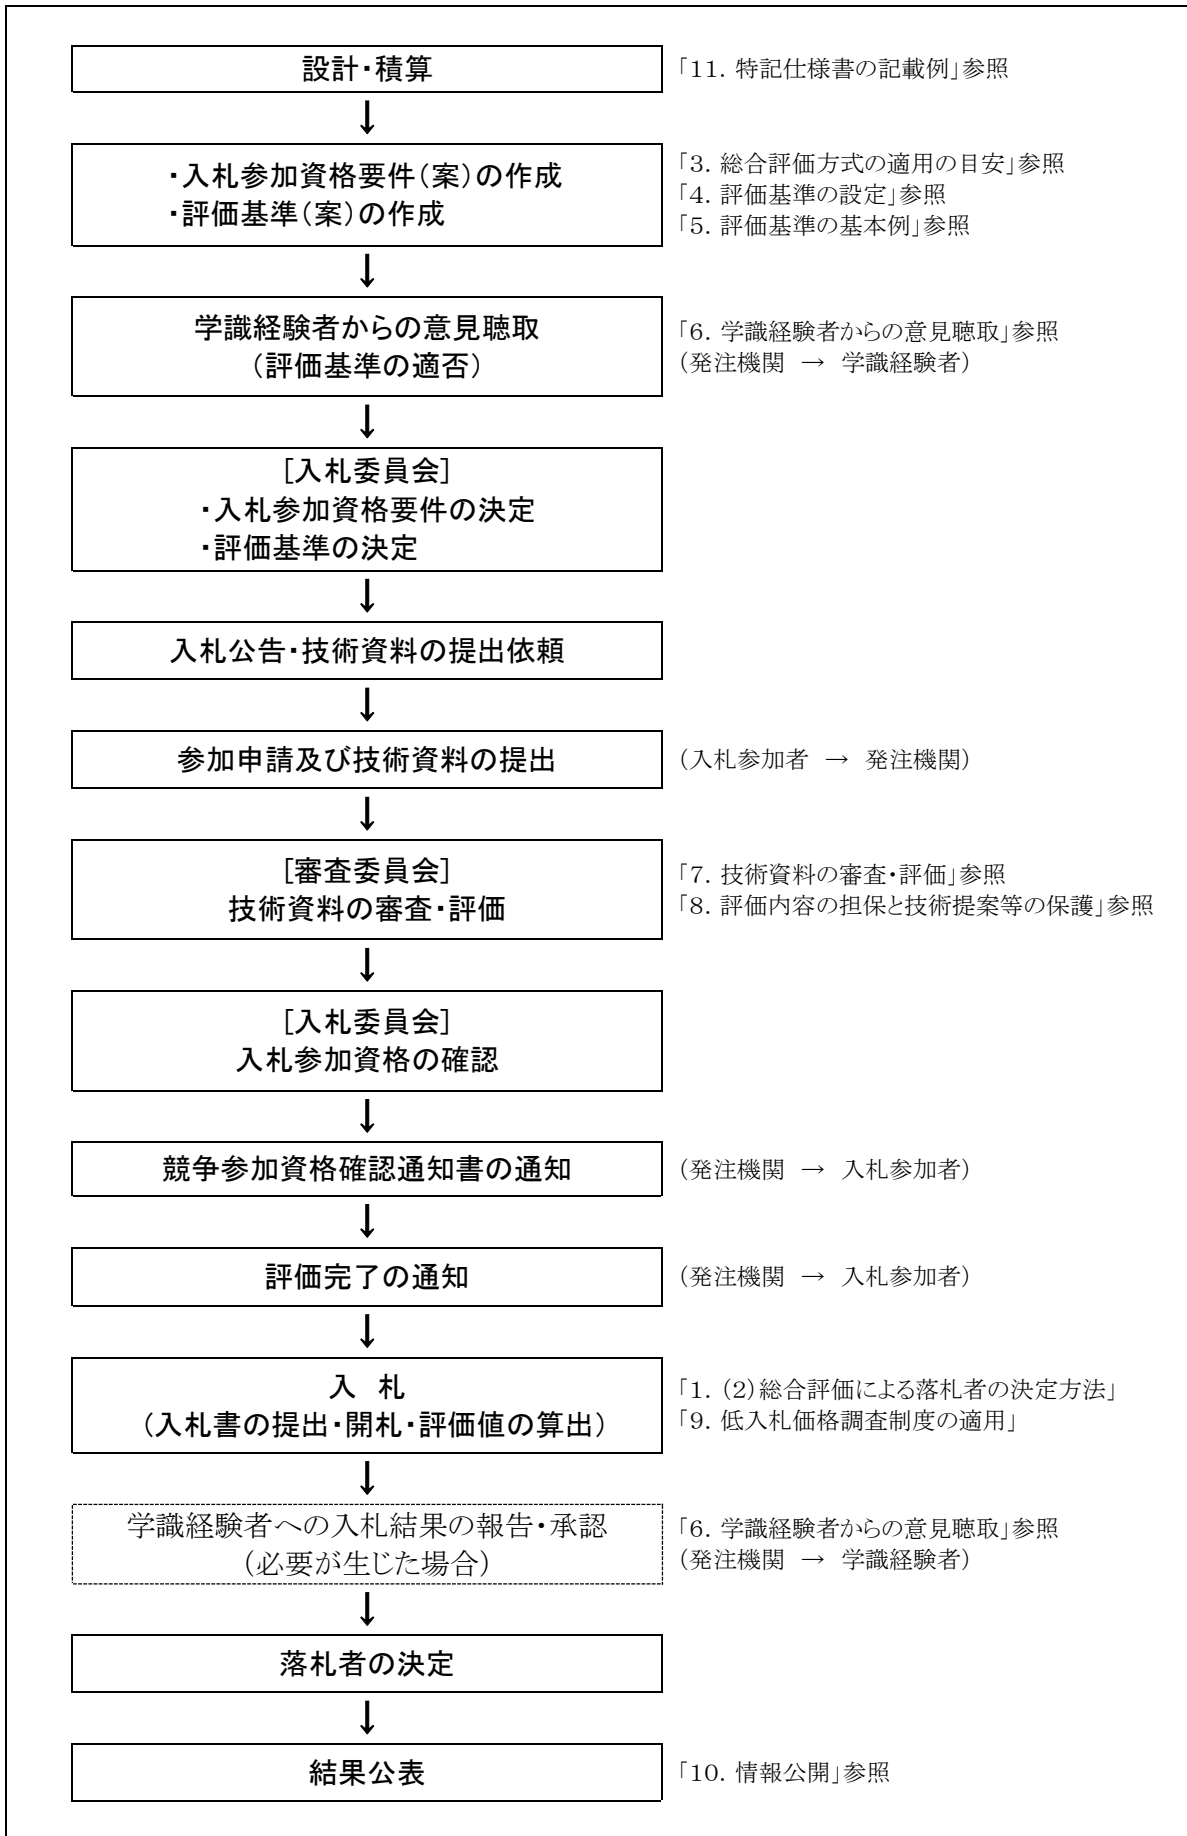 設計・積算
「11. 特記仕様書の記載例」参照
↓
・入札参加資格要件(案)の作成
・評価基準(案)の作成
「3. 総合評価方式の適用の目安」参照
「4. 評価基準の設定」参照
「5. 評価基準の基本例」参照
↓
学識経験者からの意見聴取
(評価基準の適否)
「6. 学識経験者からの意見聴取」参照
(発注機関 → 学識経験者)
↓
[入札委員会]
・入札参加資格要件の決定
・評価基準の決定
↓
入札公告・技術資料の提出依頼
↓
参加申請及び技術資料の提出
(入札参加者 → 発注機関)
↓
[審査委員会]
技術資料の審査・評価
「7. 技術資料の審査・評価」参照
「8. 評価内容の担保と技術提案等の保護」参照
↓
[入札委員会]
入札参加資格の確認
↓
競争参加資格確認通知書の通知
(発注機関 → 入札参加者)
↓
評価完了の通知
(発注機関 → 入札参加者)
↓
入 札
(入札書の提出・開札・評価値の算出)
「1. (2)総合評価による落札者の決定方法」
「9. 低入札価格調査制度の適用」
↓
学識経験者への入札結果の報告・承認
(必要が生じた場合)
「6. 学識経験者からの意見聴取」参照
(発注機関 → 学識経験者)
↓
落札者の決定
↓
結果公表
「10. 情報公開」参照